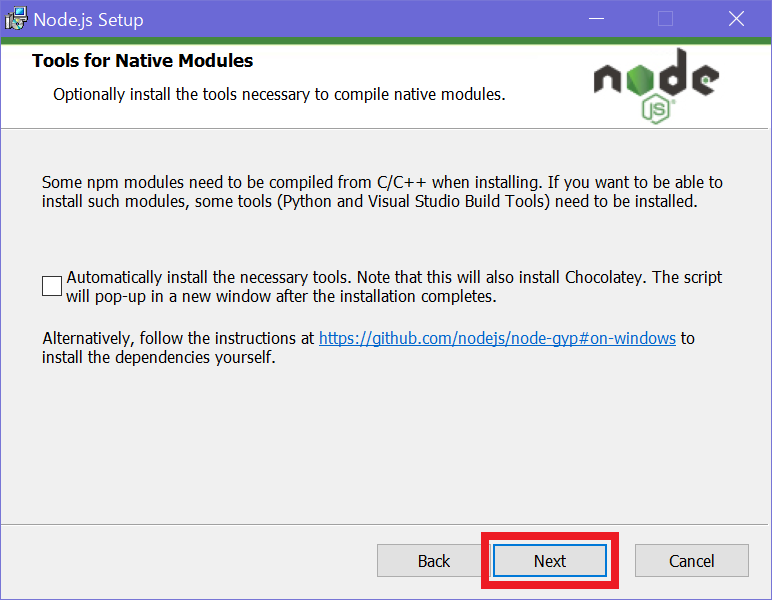 Node.js Setup
Tools for Native Modules
Optionally install the tools necessary to compile native modules.
node
JS
Some npm modules need to be compiled from C/C++ when installing. If you want to be able to
install such modules, some tools (Python and Visual Studio Build Tools) need to be installed.
Automatically install the necessary tools. Note that this will also install Chocolatey. The script
will pop-up in a new window after the installation completes.
Alternatively, follow the instructions at https://github.com/nodejs/node-gyp#on-windows to
install the dependencies yourself.
Back Next Cancel